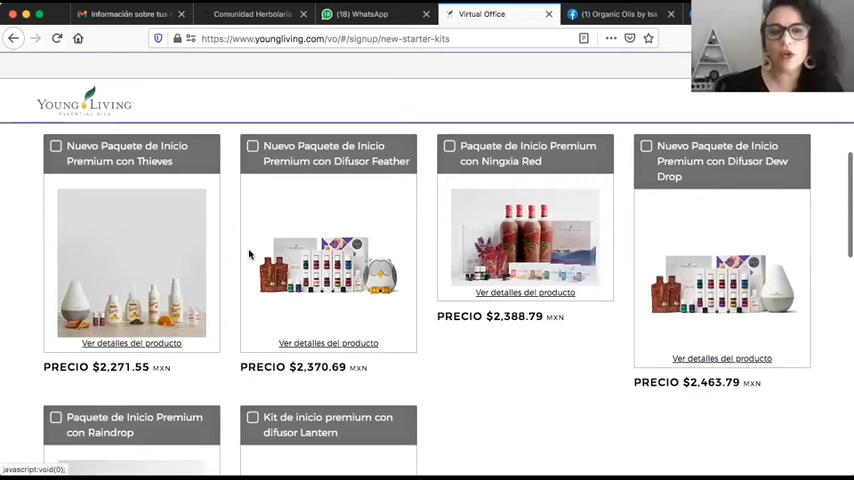 Información sobre tus
Comunidad Herbolaria
(18) WhatsApp
Virtual Office
(1) Organic Oils by Isa
https://www.youngliving.com/vo/#/signup/new-starter-kits
YOUNG LIVING
ESSENTIAL OILS
Nuevo Paquete de Inicio
Premium con Thieves
Ver detalles del producto
PRECIO $2,271.55 MXN
Nuevo Paquete de Inicio
Premium con Difusor Feather
Ver detalles del producto
PRECIO $2,370.69 MXN
Paquete de Inicio Premium
con Ningxia Red
Ver detalles del producto
PRECIO $2,388.79 MXN
Nuevo Paquete de Inicio
Premium con Difusor Dew
Drop
Ver detalles del producto
PRECIO $2,463.79 MXN
Paquete de Inicio Premium
con Raindrop
Kit de inicio premium con
difusor Lantern
javascript:void(0);